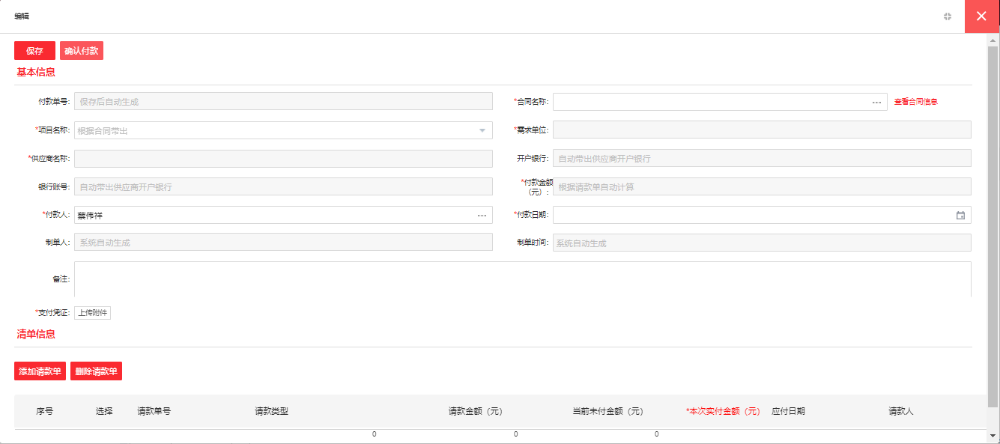 编辑
保存 确认付款
基本信息
付款单号: 保存后自动生成 *合同名称: 查看合同信息
*项目名称: 根据合同带出 *需求单位:
*供应商名称: 开户银行: 自动带出供应商开户银行
银行账号: 自动带出供应商开户银行 *付款金额（元）: 根据请款单自动计算
*付款人: 蔡伟祥 *付款日期:
制单人: 系统自动生成 制单时间: 系统自动生成
备注:
*支付凭证: 上传附件
清单信息
添加请款单 删除请款单
序号 选择 请款单号 请款类型 请款金额（元） 当前未付金额（元） *本次实付金额（元） 应付日期 请款人
0 0 0